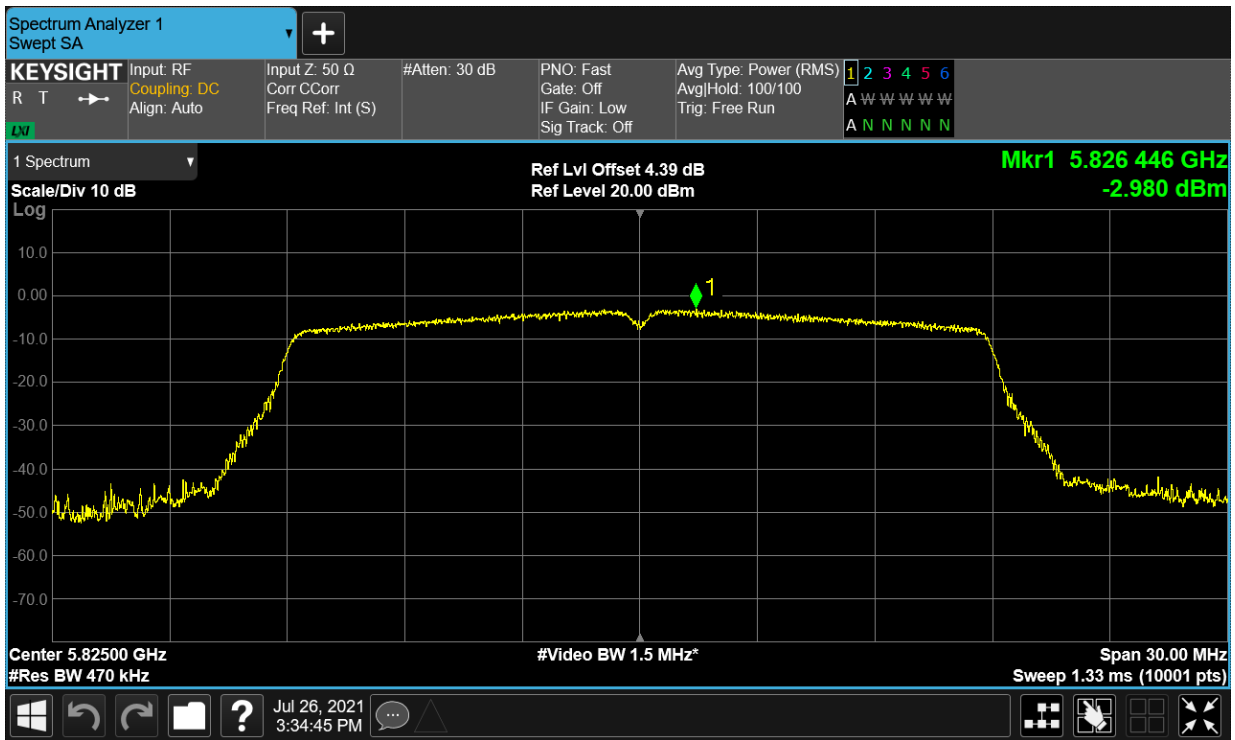 Spectrum Analyzer 1
Swept SA
KEYSIGHT
R T
LXI
Input: RF
Coupling: DC
Align: Auto
Input Z: 50 Ω
Corr CCorr
Freq Ref: Int (S)
#Atten: 30 dB
PNO: Fast
Gate: Off
IF Gain: Low
Sig Track: Off
Avg Type: Power (RMS)
Avg|Hold: 100/100
Trig: Free Run
1 2 3 4 5 6
A W W W W W
A N N N N N
1 Spectrum
Scale/Div 10 dB
Log
Ref Lvl Offset 4.39 dB
Ref Level 20.00 dBm
Mkr1 5.826 446 GHz
-2.980 dBm
10.0
0.00
-10.0
-20.0
-30.0
-40.0
-50.0
-60.0
-70.0
1
Center 5.82500 GHz
#Res BW 470 kHz
#Video BW 1.5 MHz*
Span 30.00 MHz
Sweep 1.33 ms (10001 pts)
?
Jul 26, 2021
3:34:45 PM